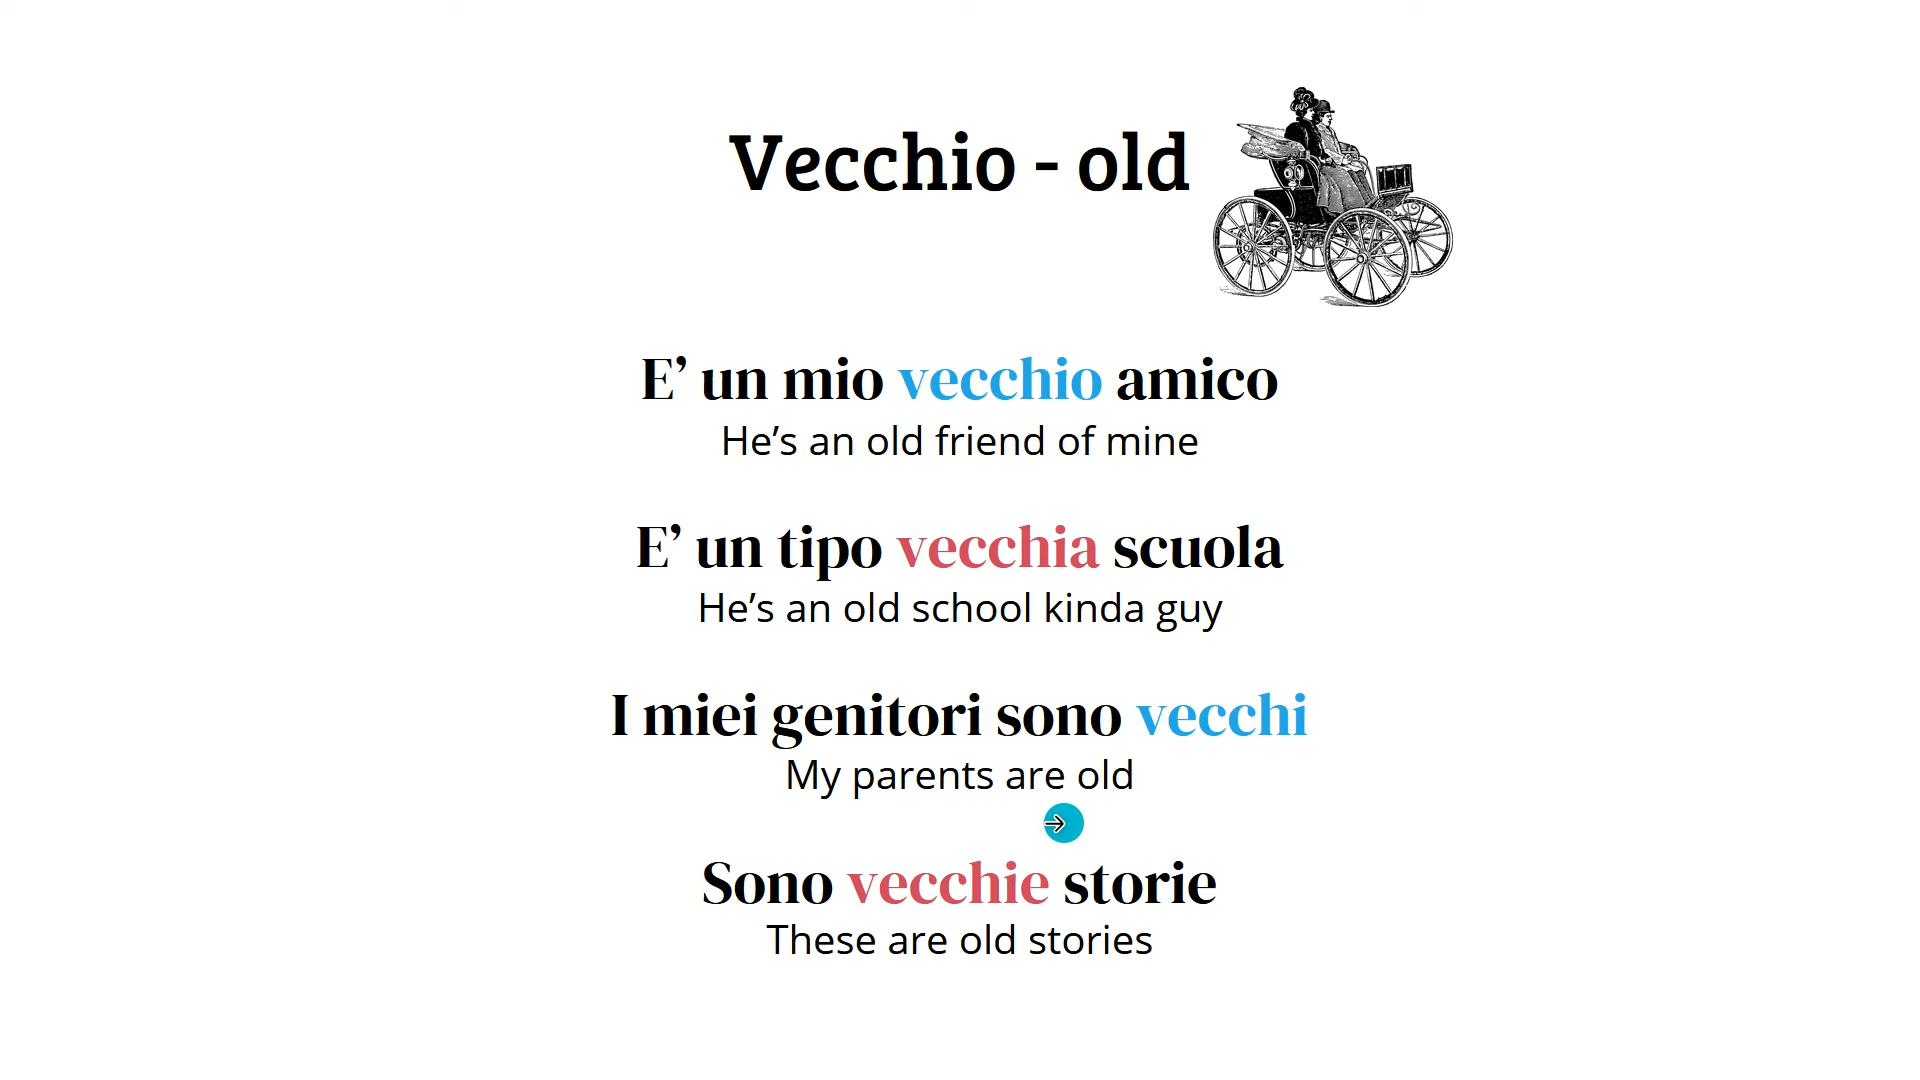 Vecchio - old
E’ un mio vecchio amico
He’s an old friend of mine
E’ un tipo vecchia scuola
He’s an old school kinda guy
I miei genitori sono vecchi
My parents are old
Sono vecchie storie
These are old stories